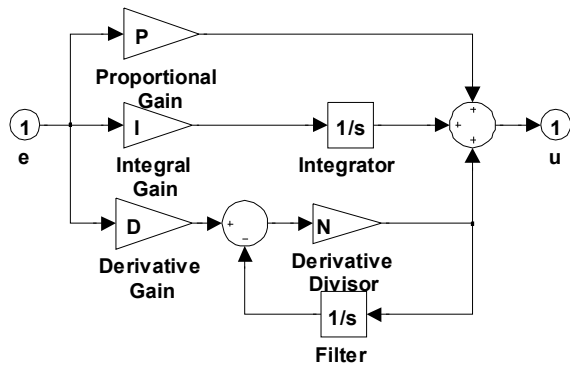 P
Proportional
Gain
1
e
I
Integral
Gain
1/s
Integrator
+
+
+
1
u
D
Derivative
Gain
+
−
N
Derivative
Divisor
1/s
Filter